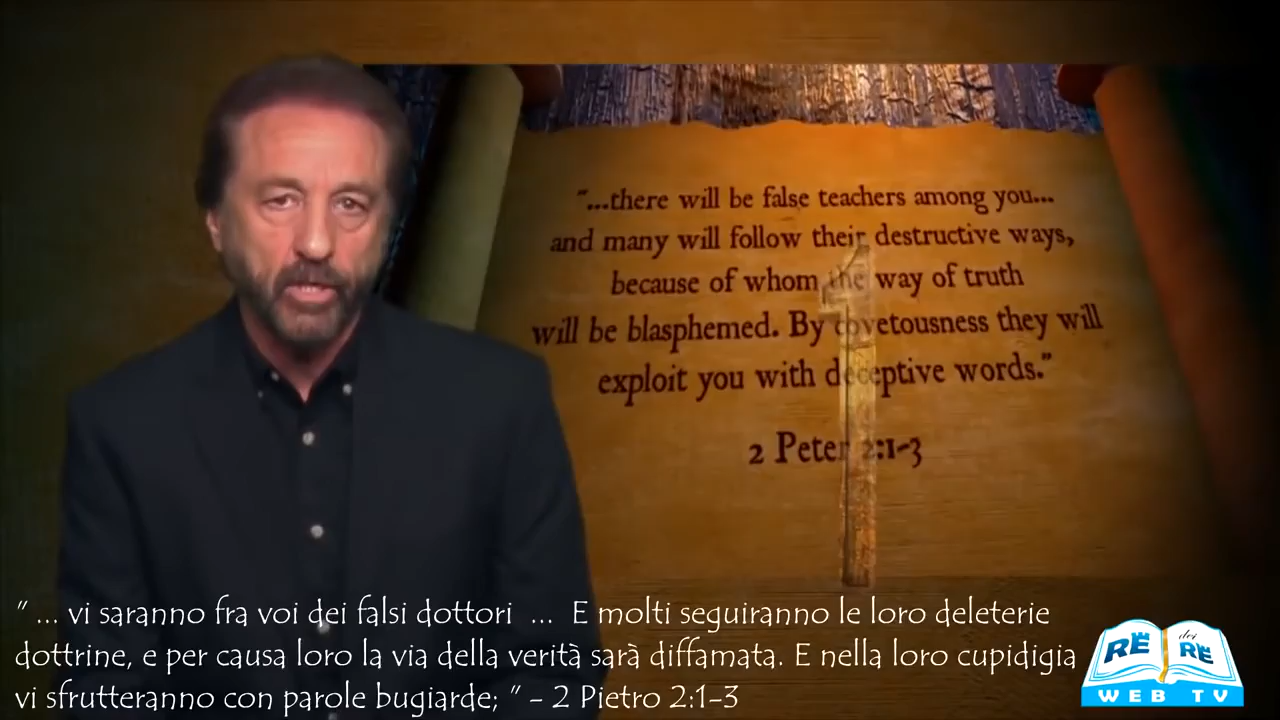 "...there will be false teachers among you...
and many will follow their destructive ways,
because of whom the way of truth
will be blasphemed. By covetousness they will
exploit you with deceptive words."
2 Peter 2:1-3
" ... vi saranno fra voi dei falsi dottori ... E molti seguiranno le loro deleterie
dottrine, e per causa loro la via della verità sarà diffamata. E nella loro cupidigia
vi sfrutteranno con parole bugiarde; " - 2 Pietro 2:1-3
RE dei RE
WEB TV